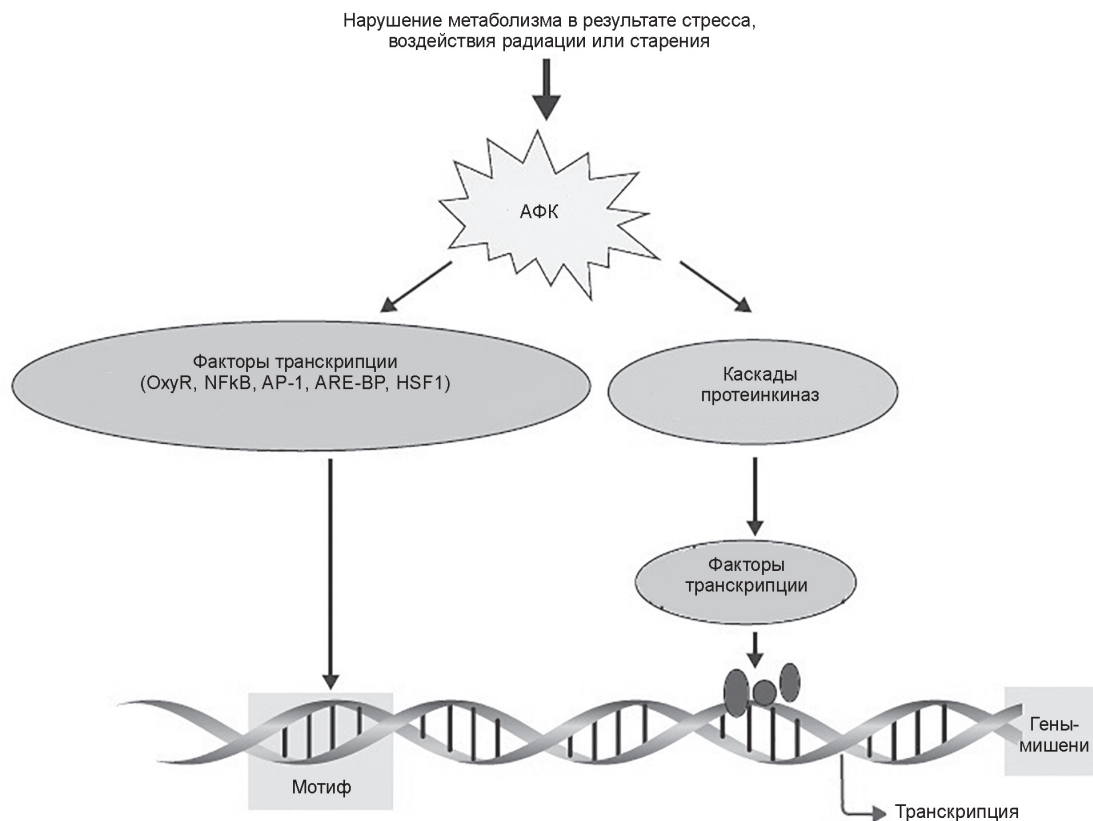 Нарушение метаболизма в результате стресса,
воздействия радиации или старения
АФК
Факторы транскрипции
(OxyR, NFkB, AP-1, ARE-BP, HSF1)
Каскады
протеинкиназ
Факторы
транскрипции
Гены-
мишени
Мотиф
Транскрипция